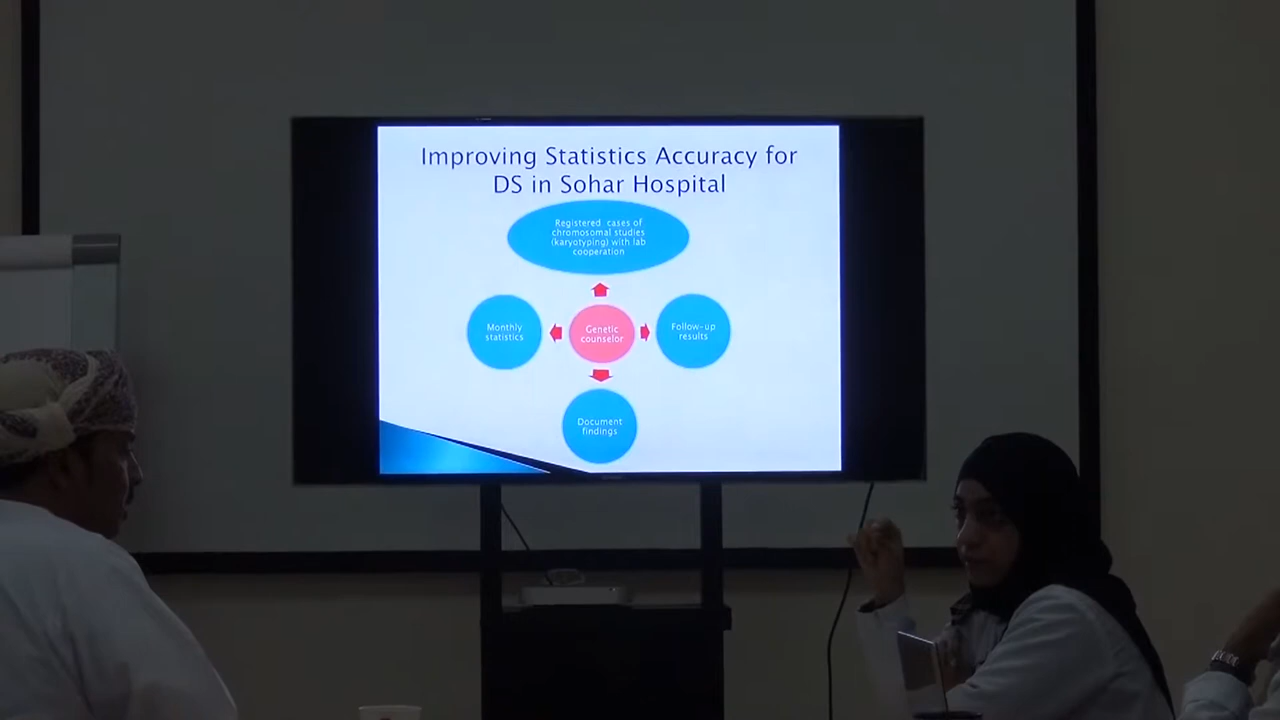 Improving Statistics Accuracy for
DS in Sohar Hospital
Registered cases of
chromosomal studies
(karyotyping) with lab
cooperation
Monthly
statistics
Genetic
counselor
Follow-up
results
Document
findings